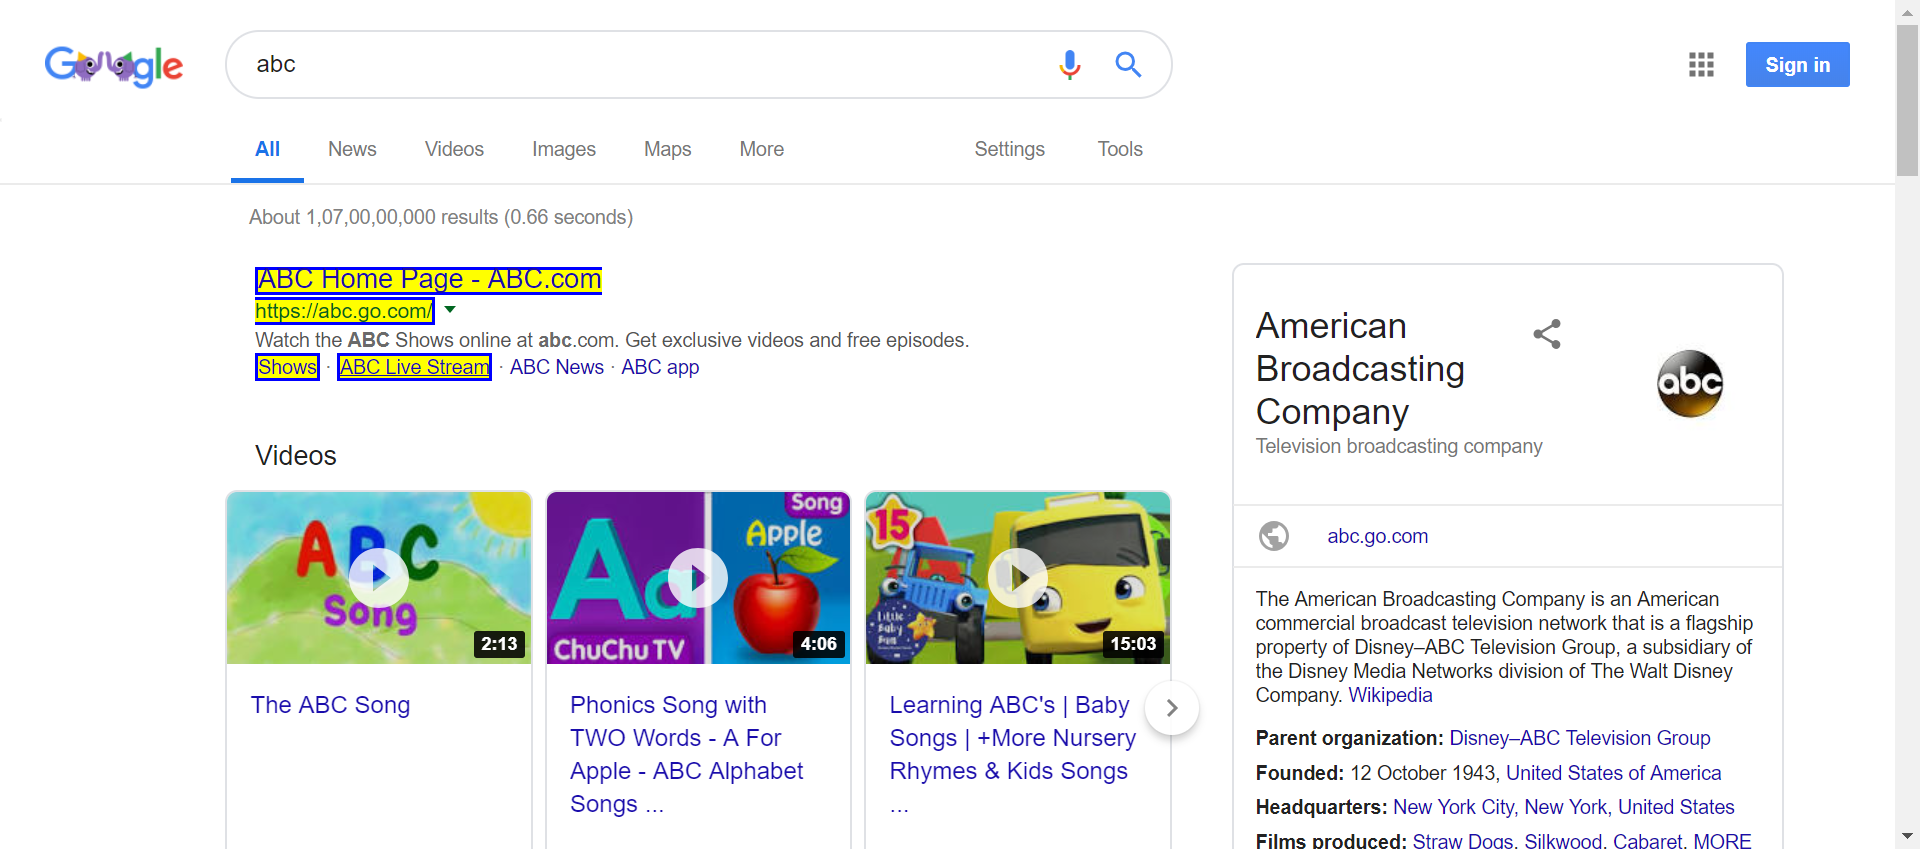 Google
abc
Sign in
All News Videos Images Maps More Settings Tools
About 1,07,00,00,000 results (0.66 seconds)
ABC Home Page - ABC.com
https://abc.go.com/
Watch the ABC Shows online at abc.com. Get exclusive videos and free episodes.
Shows · ABC Live Stream · ABC News · ABC app
Videos
ABC
Song
2:13
The ABC Song
Song
Apple
Aa
ChuChu TV
4:06
Phonics Song with
TWO Words - A For
Apple - ABC Alphabet
Songs ...
15
Little
Baby
Bum
15:03
Learning ABC's | Baby
Songs | +More Nursery
Rhymes & Kids Songs
...
American
Broadcasting
Company
Television broadcasting company
abc
abc.go.com
The American Broadcasting Company is an American
commercial broadcast television network that is a flagship
property of Disney–ABC Television Group, a subsidiary of
the Disney Media Networks division of The Walt Disney
Company. Wikipedia
Parent organization: Disney–ABC Television Group
Founded: 12 October 1943, United States of America
Headquarters: New York City, New York, United States
Films produced: Straw Dogs, Silkwood, Cabaret, MORE